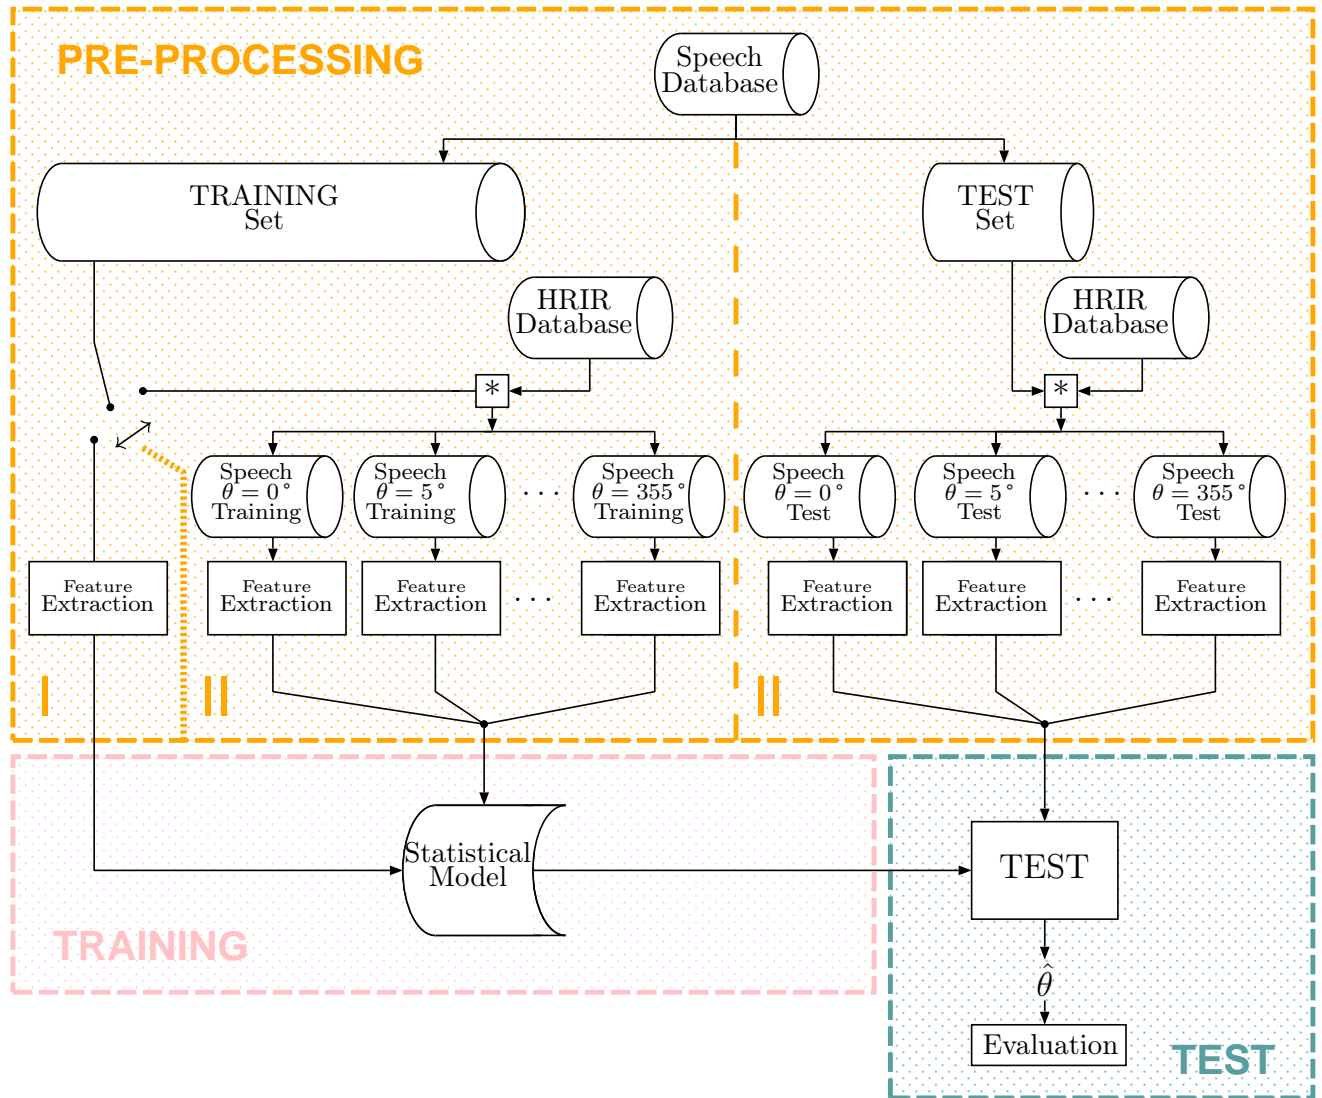 PRE-PROCESSING
Speech
Database
TRAINING
Set
TEST
Set
HRIR
Database
HRIR
Database
*
*
Speech
θ = 0°
Training
Speech
θ = 5°
Training
...
Speech
θ = 355°
Training
Speech
θ = 0°
Test
Speech
θ = 5°
Test
...
Speech
θ = 355°
Test
Feature
Extraction
Feature
Extraction
Feature
Extraction
...
Feature
Extraction
Feature
Extraction
Feature
Extraction
...
Feature
Extraction
I
II
II
Statistical
Model
TEST
TRAINING
θ̂
Evaluation
TEST